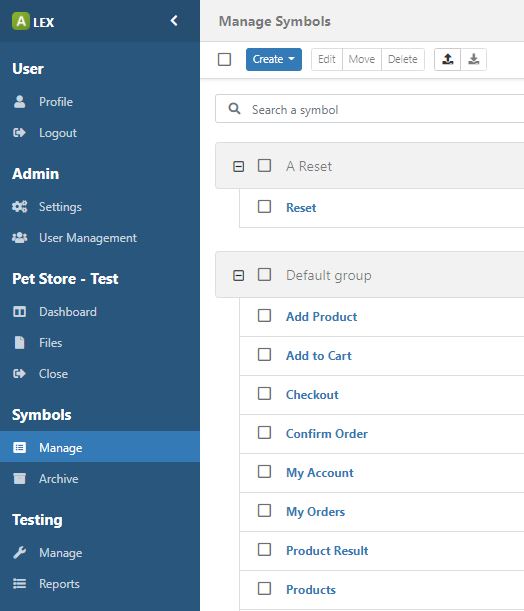 A LEX
User
Profile
Logout
Admin
Settings
User Management
Pet Store - Test
Dashboard
Files
Close
Symbols
Manage
Archive
Testing
Manage
Reports
Manage Symbols
Create Edit Move Delete
Search a symbol
A Reset
Reset
Default group
Add Product
Add to Cart
Checkout
Confirm Order
My Account
My Orders
Product Result
Products